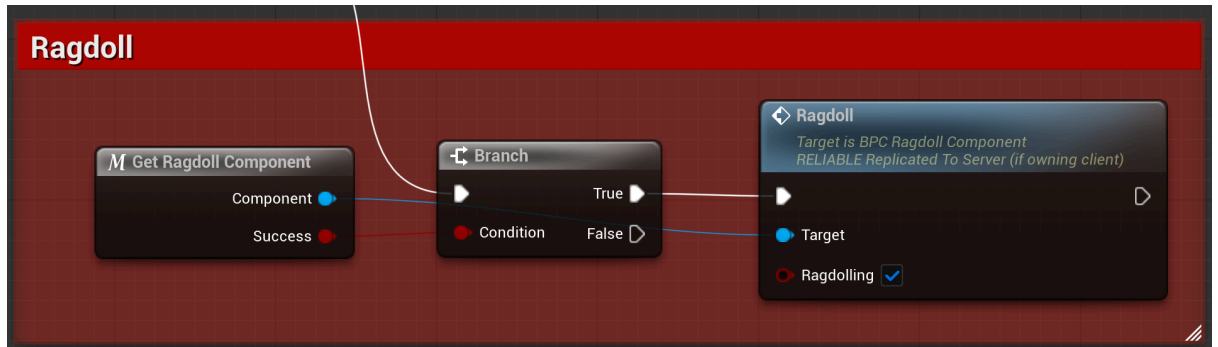 Ragdoll
M Get Ragdoll Component
Component
Success
Branch
True
Condition
False
Ragdoll
Target is BPC Ragdoll Component
RELIABLE Replicated To Server (if owning client)
Target
Ragdolling